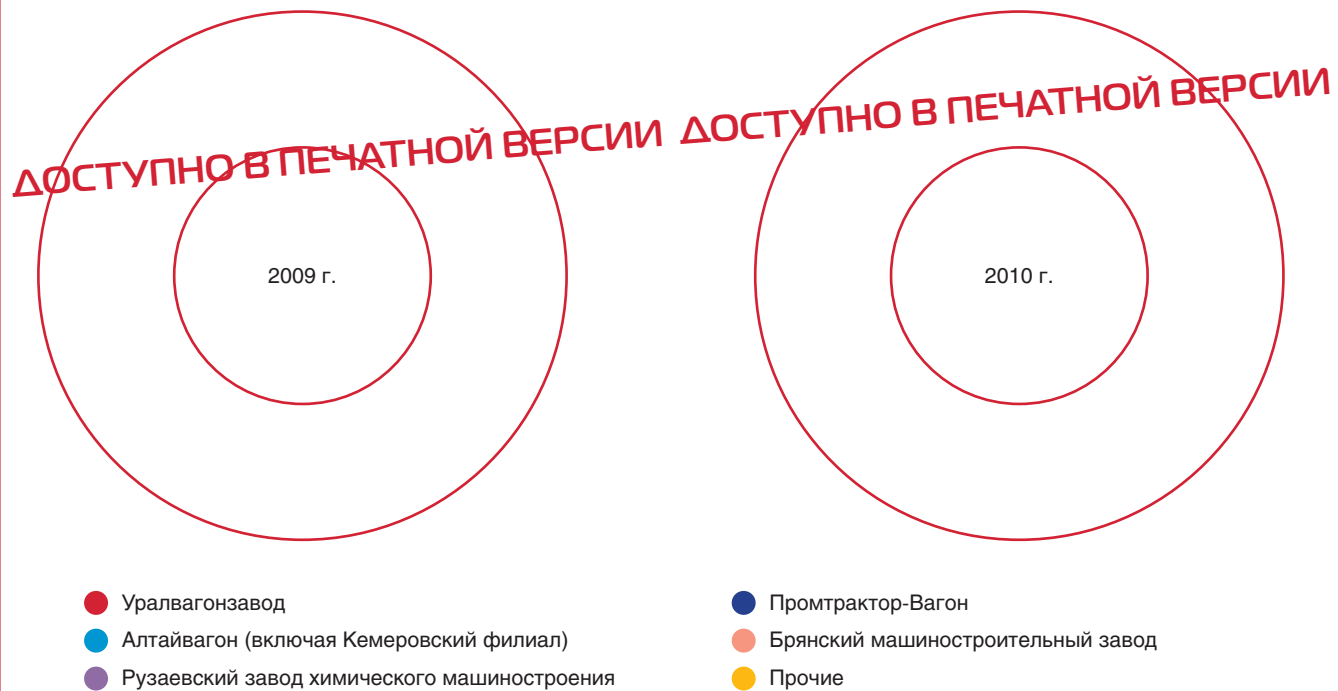 ДОСТУПНО В ПЕЧАТНОЙ ВЕРСИИ
ДОСТУПНО В ПЕЧАТНОЙ ВЕРСИИ
2009 г.
2010 г.
Уралвагонзавод
Алтайвагон (включая Кемеровский филиал)
Рузаевский завод химического машиностроения
Промтрактор-Вагон
Брянский машиностроительный завод
Прочие